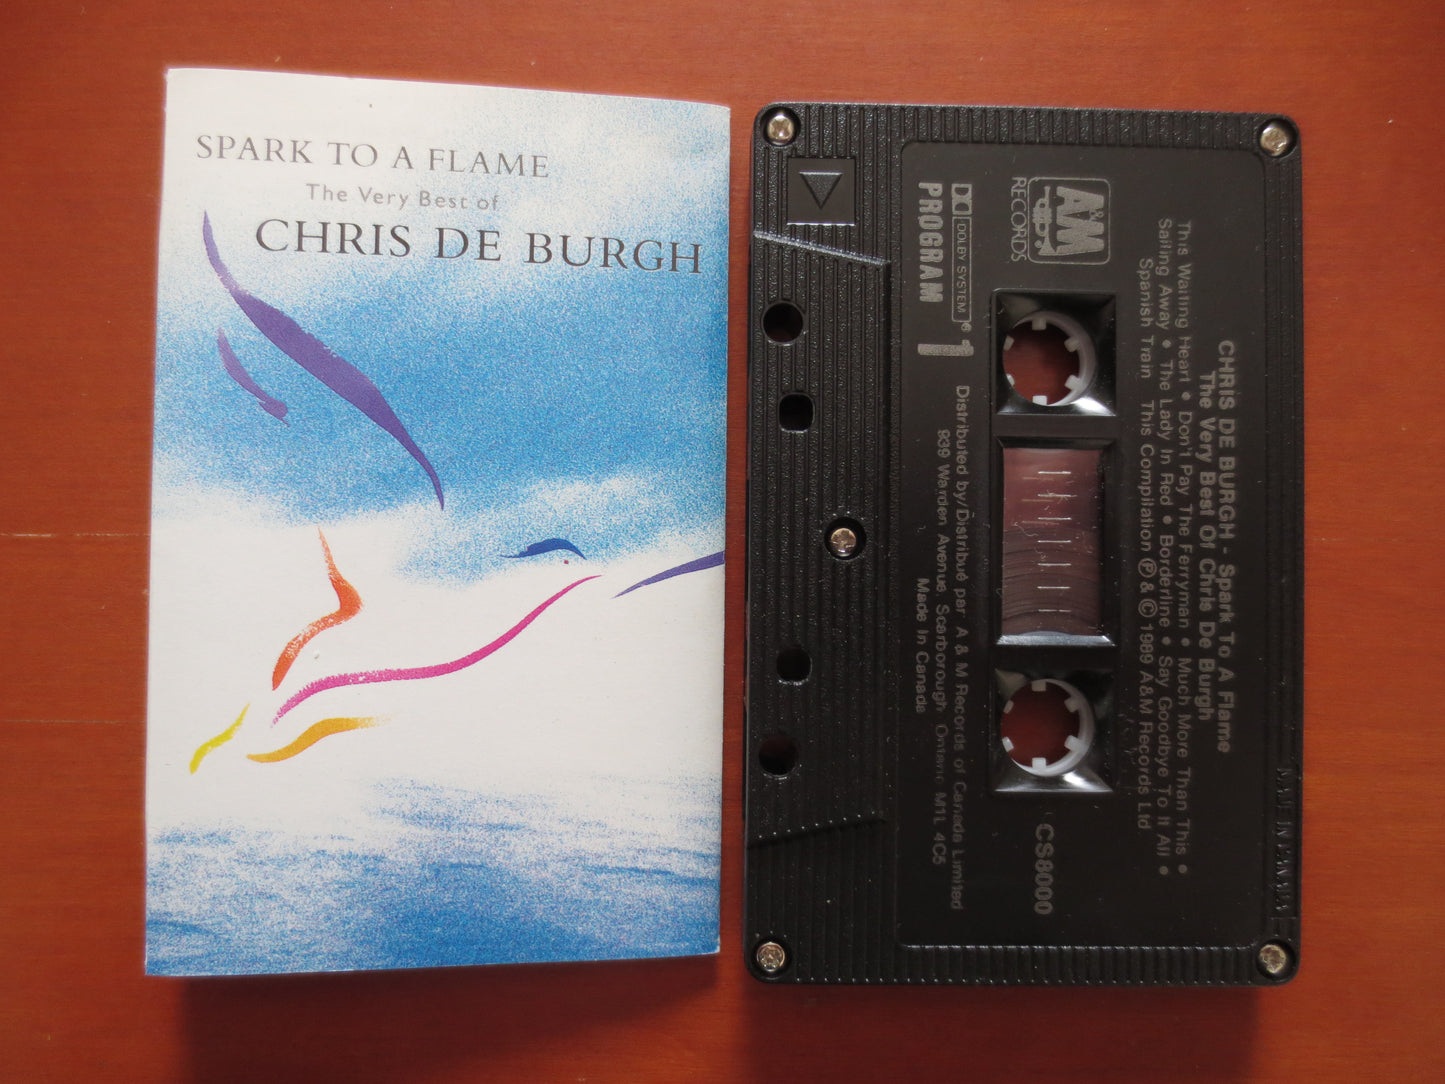 SPARK TO A FLAME
The Very Best of
CHRIS DE BURGH
A&M
RECORDS
DOLBY SYSTEM®
PROGRAM 1
CHRIS DE BURGH - Spark To A Flame
The Very Best Of Chris De Burgh
This Waiting Heart • Don't Pay The Ferryman • Much More Than This •
Sailing Away • The Lady In Red • Borderline • Say Goodbye To It All •
Spanish Train This Compilation ℗ & © 1989 A&M Records Ltd
CS8000
Distributed by/Distribué par A & M Records of Canada Limited
939 Warden Avenue, Scarborough, Ontario M1L 4C5
Made In Canada
MADE IN CANADA